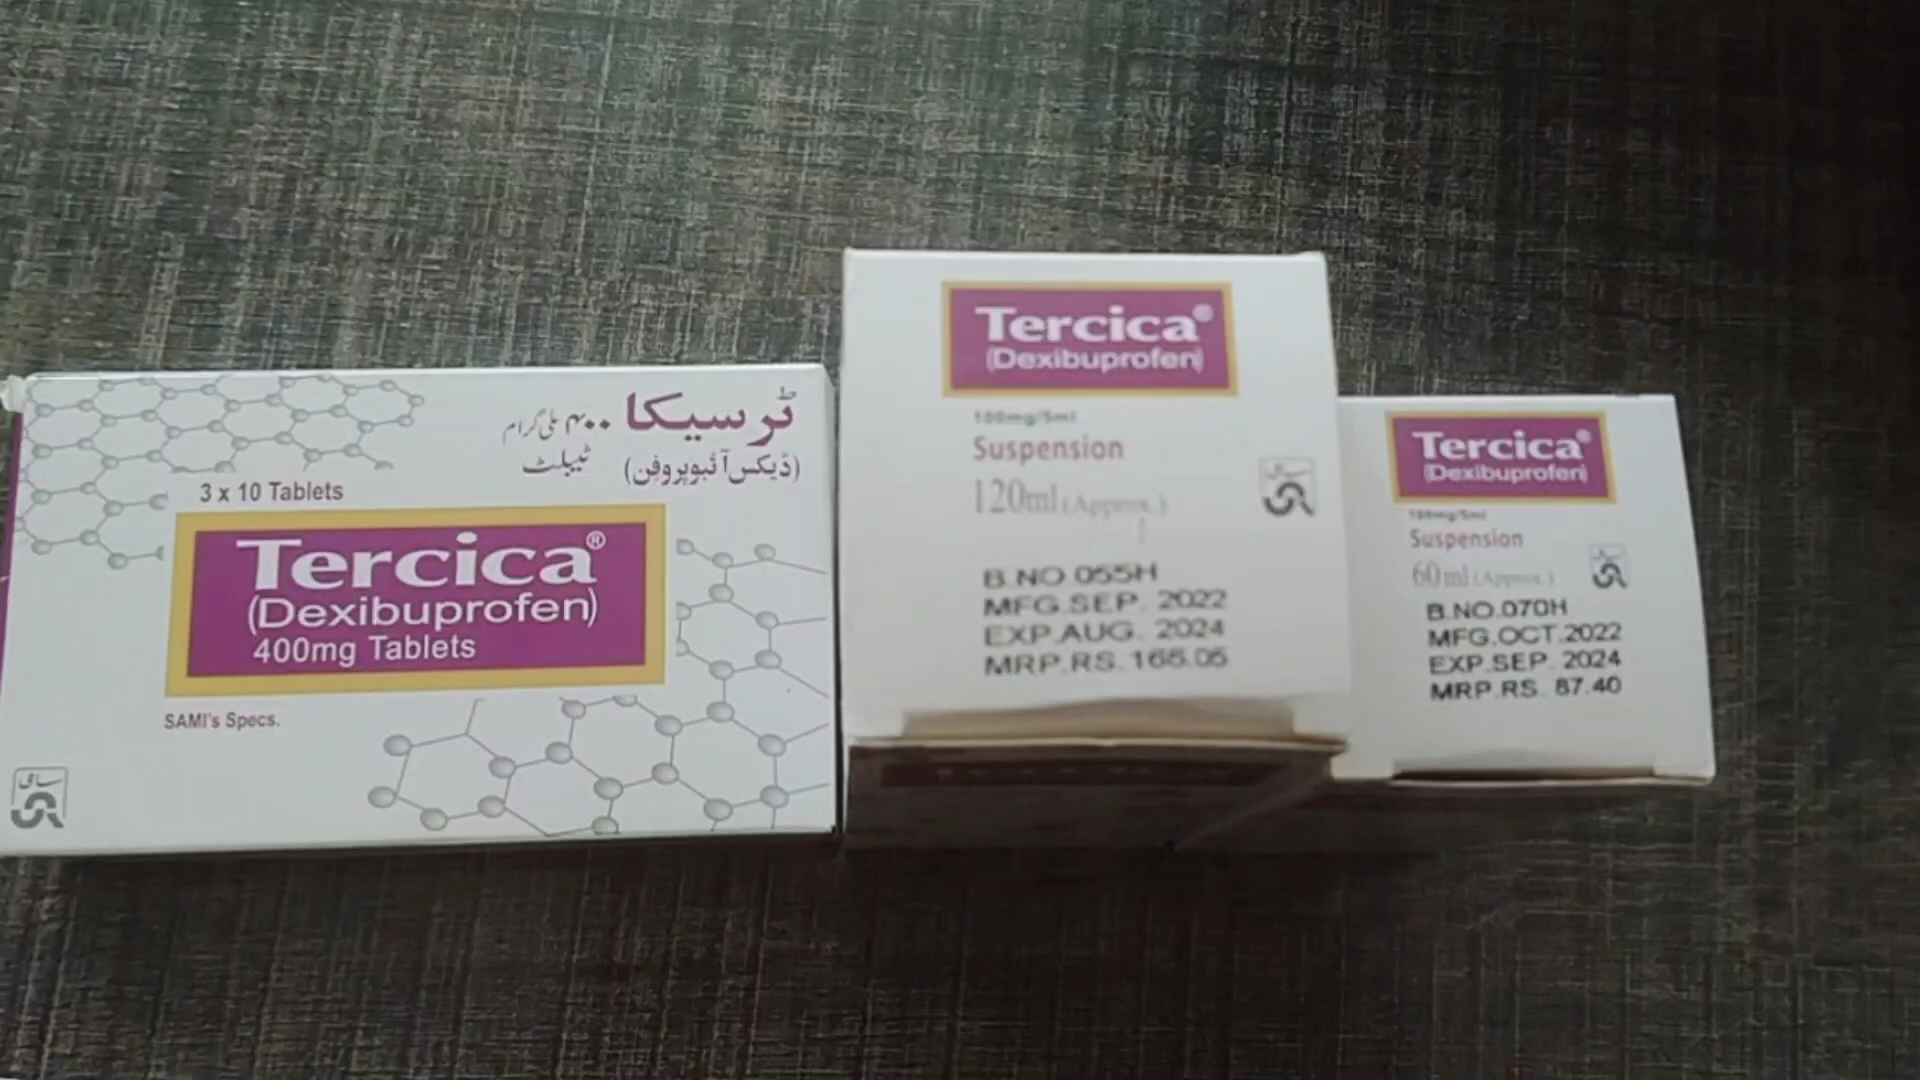 ٹرسیکا ۴۰۰ ملی گرام
(ڈیکس آئبوپروفن) ٹیبلٹ
3 x 10 Tablets
Tercica®
(Dexibuprofen)
400mg Tablets
SAMI's Specs.
سامی
Tercica®
(Dexibuprofen)
100mg/5ml
Suspension
120ml (Approx.)
B.NO.055H
MFG.SEP. 2022
EXP.AUG. 2024
MRP.RS. 166.05
Tercica®
(Dexibuprofen)
100mg/5ml
Suspension
60ml (Approx.)
B.NO.070H
MFG.OCT.2022
EXP.SEP. 2024
MRP.RS. 87.40